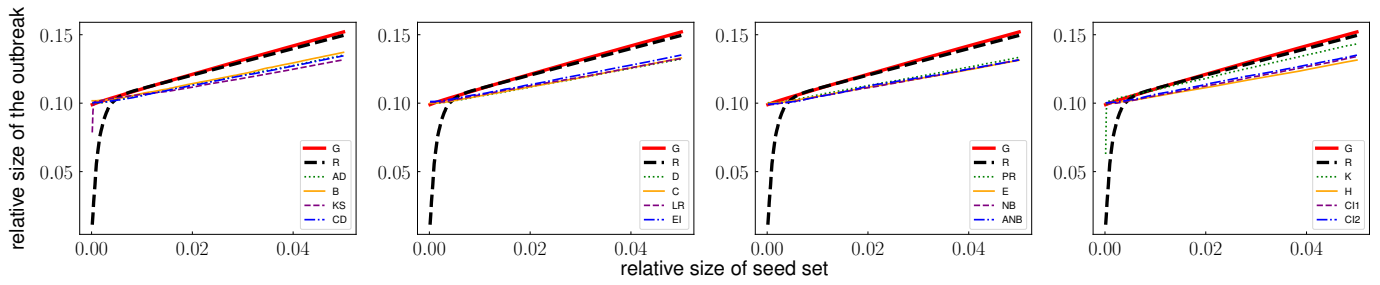 relative size of the outbreak
0.15
0.10
0.05
0.00
0.02
0.04
G
R
AD
B
KS
CD
0.15
0.10
0.05
0.00
0.02
0.04
G
R
D
C
LR
EI
0.15
0.10
0.05
0.00
0.02
0.04
G
R
PR
E
NB
ANB
0.15
0.10
0.05
0.00
0.02
0.04
G
R
K
H
CI1
CI2
relative size of seed set